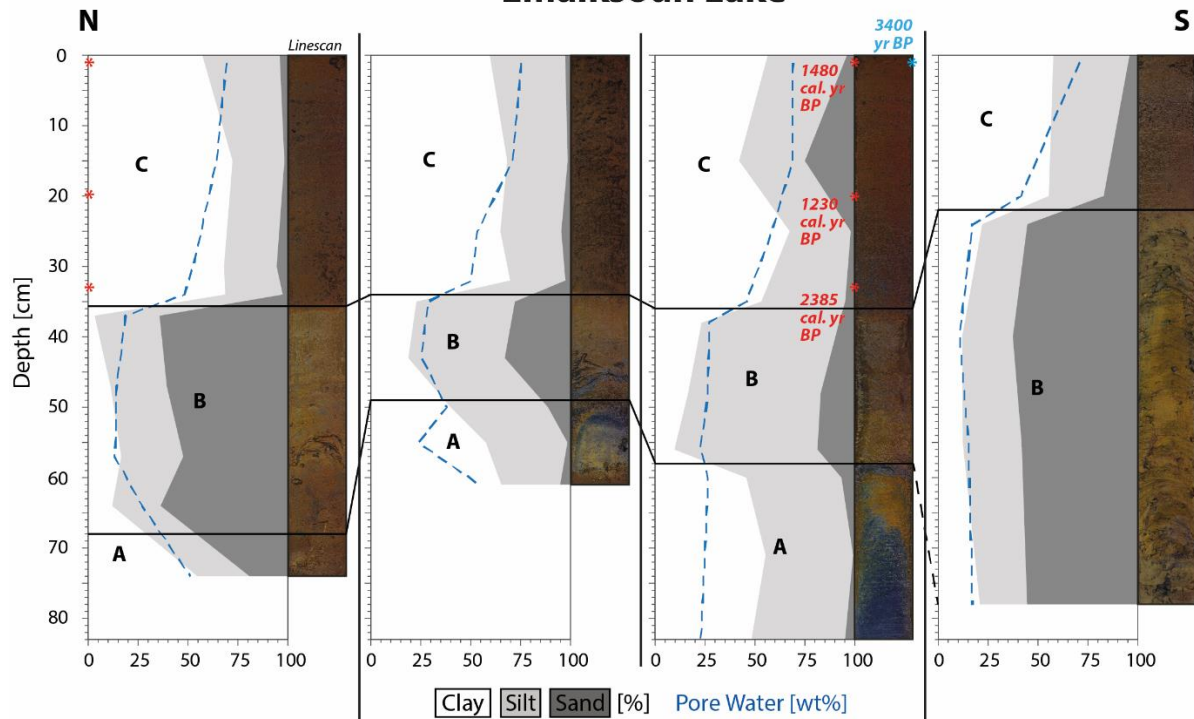 N
S
Linescan
3400
yr BP
0
10
20
30
40
50
60
70
80
Depth [cm]
C
B
A
C
B
A
1480
cal. yr
BP
1230
cal. yr
BP
2385
cal. yr
BP
C
B
A
C
B
0 25 50 75 100
0 25 50 75 100
0 25 50 75 100
0 25 50 75 100
Clay Silt Sand [%] Pore Water [wt%]